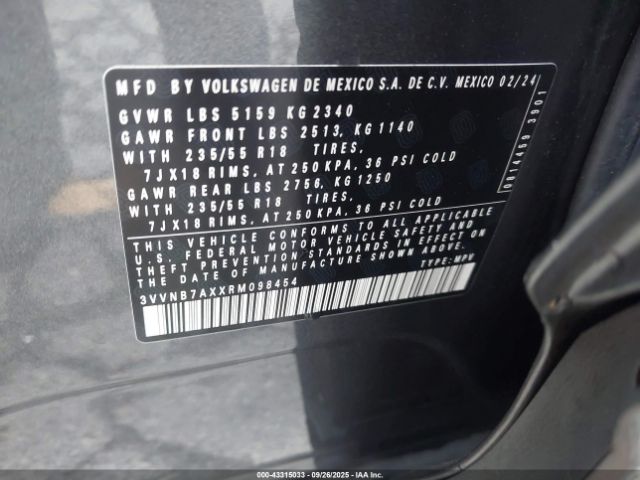 MFD BY VOLKSWAGEN DE MEXICO S.A. DE C.V. MEXICO 02/24
GVWR LBS 5159 KG 2340
GAWR FRONT LBS 2513, KG 1140
WITH 235/55 R18 TIRES,
7JX18 RIMS, AT 250 KPA, 36 PSI COLD
GAWR REAR LBS 2756, KG 1250
WITH 235/55 R18 TIRES,
7JX18 RIMS, AT 250 KPA, 36 PSI COLD
THIS VEHICLE CONFORMS TO ALL APPLICABLE
U.S. FEDERAL MOTOR VEHICLE SAFETY AND
THEFT PREVENTION STANDARDS IN EFFECT ON
THE DATE OF MANUFACTURE SHOWN ABOVE.
3VVNB7AXXRM098454 TYPE: MPV
0014469 3901
000-43315033 - 09/26/2025 - IAA Inc.